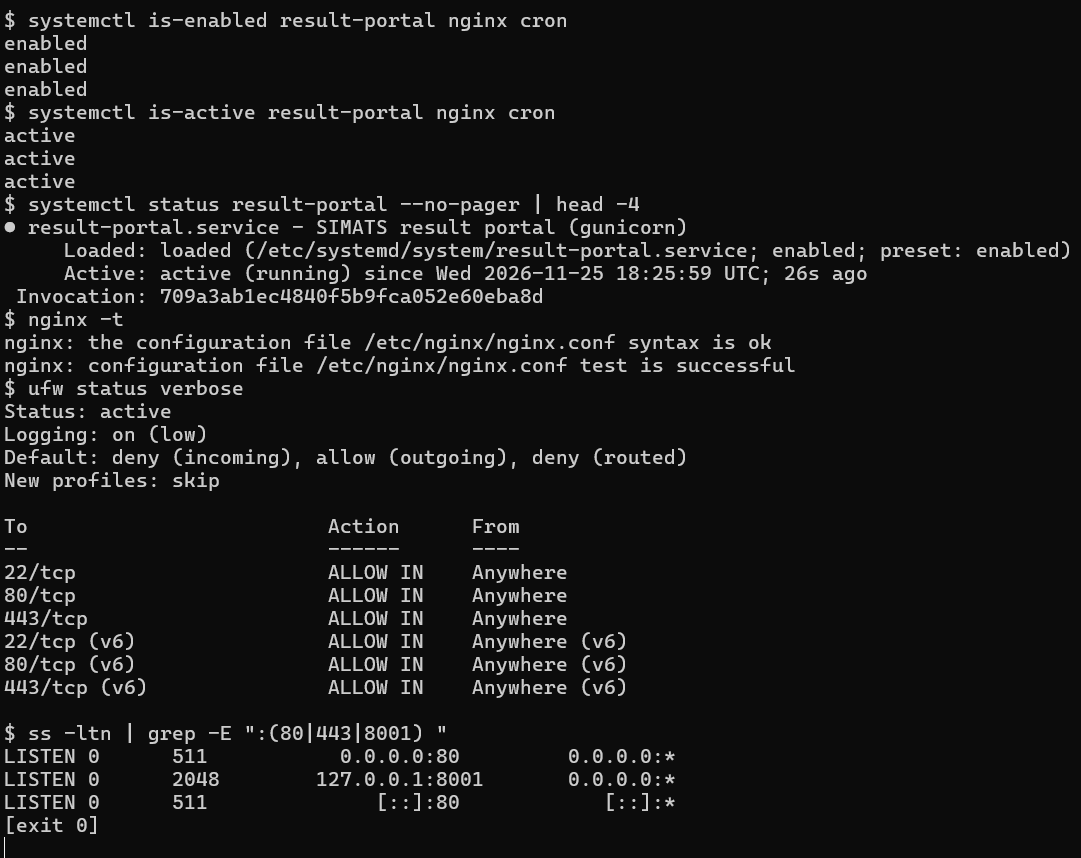 $ systemctl is-enabled result-portal nginx cron
enabled
enabled
enabled
$ systemctl is-active result-portal nginx cron
active
active
active
$ systemctl status result-portal --no-pager | head -4
● result-portal.service - SIMATS result portal (gunicorn)
     Loaded: loaded (/etc/systemd/system/result-portal.service; enabled; preset: enabled)
     Active: active (running) since Wed 2026-11-25 18:25:59 UTC; 26s ago
 Invocation: 709a3ab1ec4840f5b9fca052e60eba8d
$ nginx -t
nginx: the configuration file /etc/nginx/nginx.conf syntax is ok
nginx: configuration file /etc/nginx/nginx.conf test is successful
$ ufw status verbose
Status: active
Logging: on (low)
Default: deny (incoming), allow (outgoing), deny (routed)
New profiles: skip

To                         Action      From
--                         ------      ----
22/tcp                     ALLOW IN    Anywhere
80/tcp                     ALLOW IN    Anywhere
443/tcp                    ALLOW IN    Anywhere
22/tcp (v6)                ALLOW IN    Anywhere (v6)
80/tcp (v6)                ALLOW IN    Anywhere (v6)
443/tcp (v6)               ALLOW IN    Anywhere (v6)

$ ss -ltn | grep -E ":(80|443|8001) "
LISTEN 0      511           0.0.0.0:80         0.0.0.0:*
LISTEN 0      2048        127.0.0.1:8001       0.0.0.0:*
LISTEN 0      511              [::]:80            [::]:*
[exit 0]